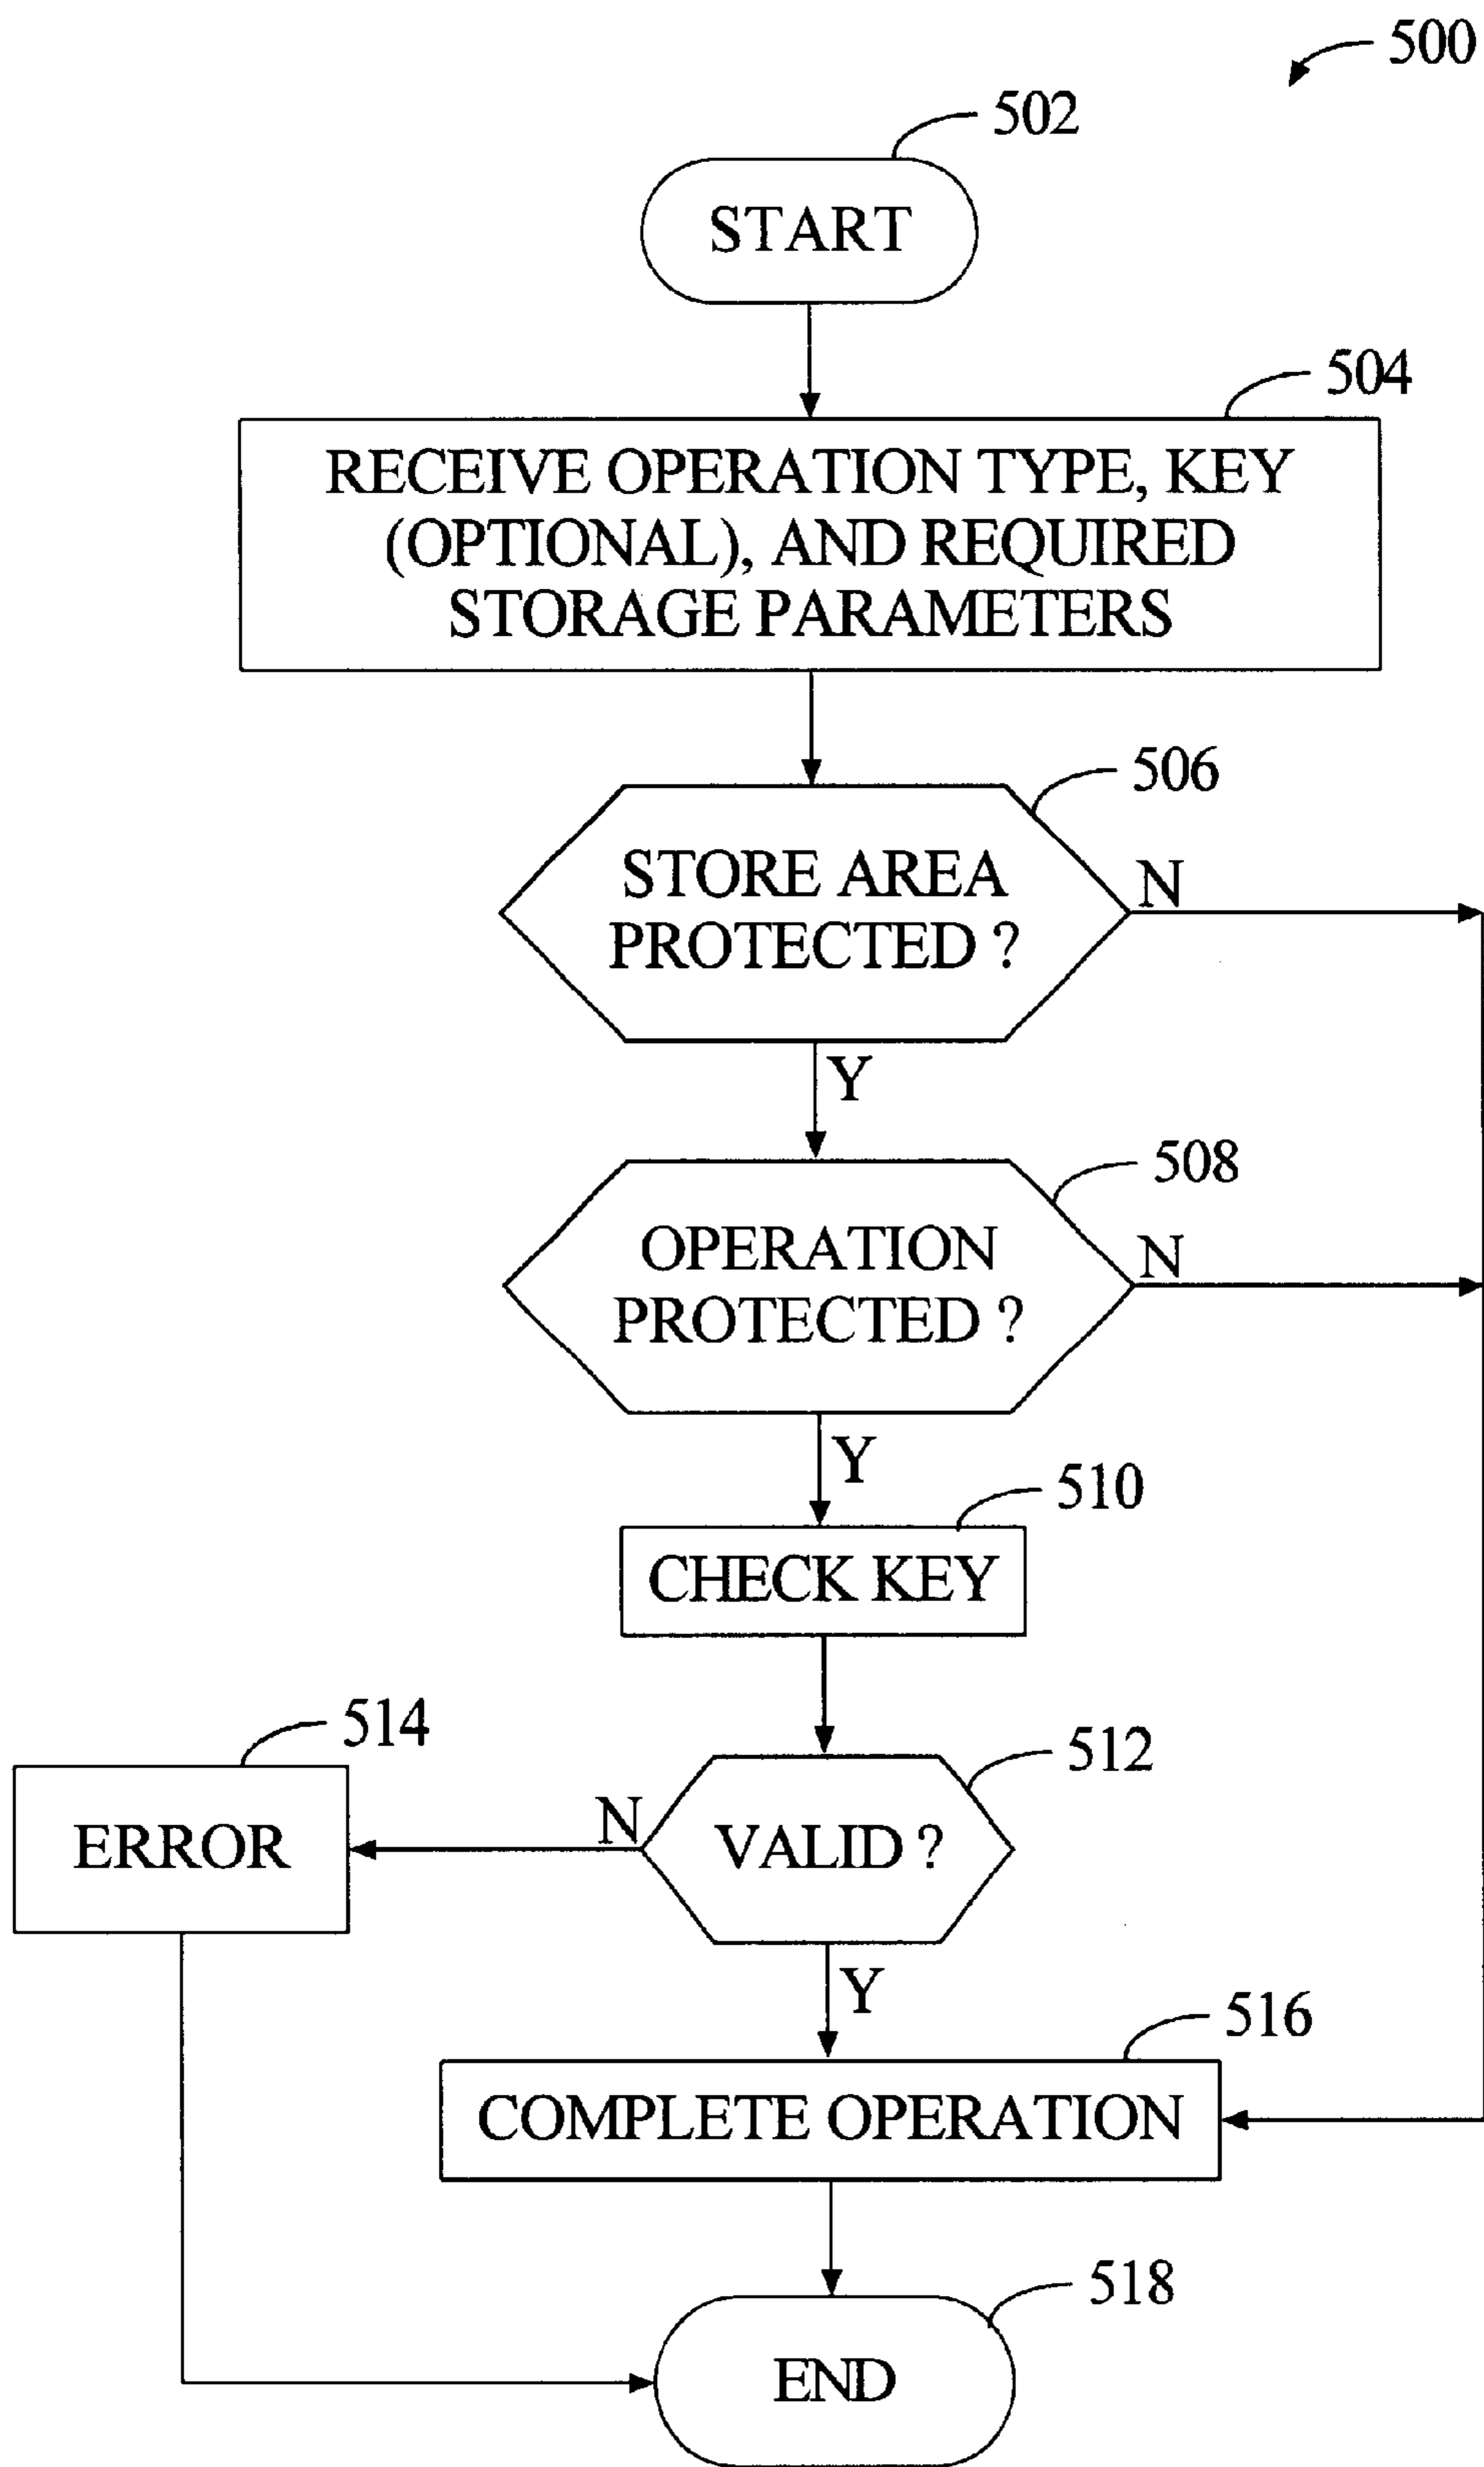 500
502
START
504
RECEIVE OPERATION TYPE, KEY
(OPTIONAL), AND REQUIRED
STORAGE PARAMETERS
506
STORE AREA
PROTECTED ?
N
Y
508
OPERATION
PROTECTED ?
N
Y
510
CHECK KEY
514
512
ERROR
N
VALID ?
Y
516
COMPLETE OPERATION
518
END